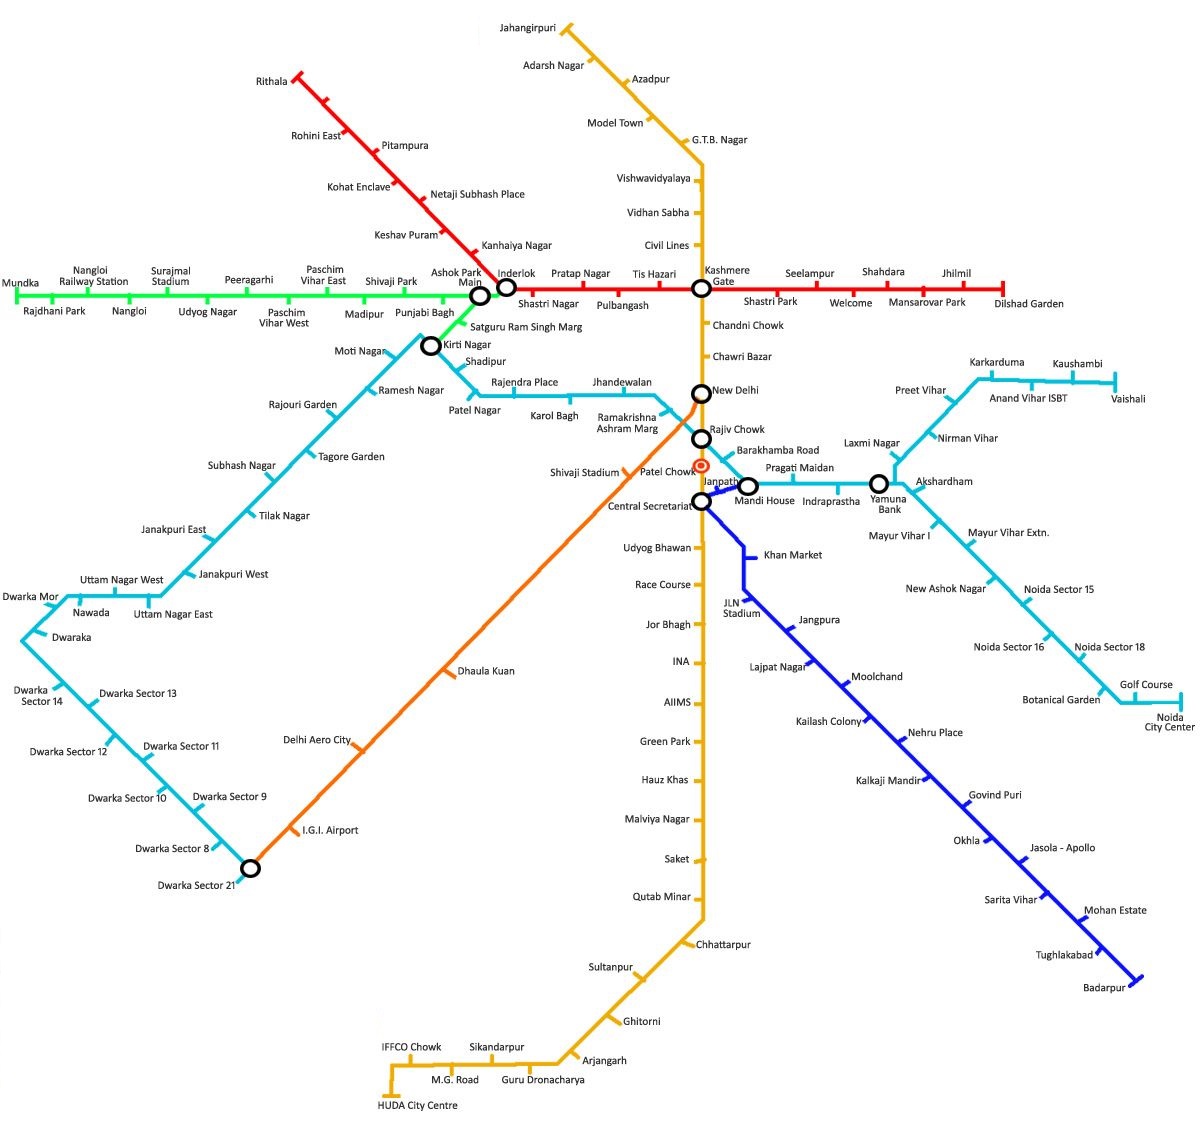 Jahangirpuri
Adarsh Nagar
Azadpur
Rithala
Model Town
Rohini East
G.T.B. Nagar
Pitampura
Vishwavidyalaya
Kohat Enclave
Netaji Subhash Place
Vidhan Sabha
Keshav Puram
Kanhaiya Nagar
Civil Lines
Mundka
Nangloi
Railway Station
Surajmal
Stadium
Peeragarhi
Paschim
Vihar East
Shivaji Park
Ashok Park
Main
Inderlok
Pratap Nagar
Tis Hazari
Kashmere
Gate
Seelampur
Shahdara
Jhilmil
Rajdhani Park
Nangloi
Udyog Nagar
Paschim
Vihar West
Madipur
Punjabi Bagh
Shastri Nagar
Pulbangash
Shastri Park
Welcome
Mansarovar Park
Dilshad Garden
Satguru Ram Singh Marg
Chandni Chowk
Moti Nagar
Kirti Nagar
Chawri Bazar
Shadipur
Karkarduma
Kaushambi
Ramesh Nagar
Rajendra Place
Jhandewalan
New Delhi
Preet Vihar
Anand Vihar ISBT
Vaishali
Rajouri Garden
Patel Nagar
Karol Bagh
Ramakrishna
Ashram Marg
Rajiv Chowk
Laxmi Nagar
Nirman Vihar
Tagore Garden
Barakhamba Road
Subhash Nagar
Shivaji Stadium
Patel Chowk
Pragati Maidan
Janpath
Akshardham
Central Secretariat
Mandi House
Indraprastha
Yamuna
Bank
Tilak Nagar
Janakpuri East
Mayur Vihar I
Mayur Vihar Extn.
Udyog Bhawan
Khan Market
Janakpuri West
Uttam Nagar West
Race Course
New Ashok Nagar
Noida Sector 15
Dwarka Mor
Nawada
Uttam Nagar East
JLN
Stadium
Jor Bhagh
Jangpura
Dwaraka
Noida Sector 16
Noida Sector 18
INA
Lajpat Nagar
Moolchand
Dhaula Kuan
Dwarka
Sector 14
Dwarka Sector 13
AIIMS
Botanical Garden
Golf Course
Kailash Colony
Noida
City Center
Nehru Place
Delhi Aero City
Green Park
Dwarka Sector 12
Dwarka Sector 11
Hauz Khas
Kalkaji Mandir
Dwarka Sector 10
Dwarka Sector 9
Govind Puri
Malviya Nagar
I.G.I. Airport
Okhla
Dwarka Sector 8
Jasola - Apollo
Saket
Dwarka Sector 21
Qutab Minar
Sarita Vihar
Mohan Estate
Chhattarpur
Tughlakabad
Sultanpur
Badarpur
Ghitorni
IFFCO Chowk
Sikandarpur
Arjangarh
M.G. Road
Guru Dronacharya
HUDA City Centre